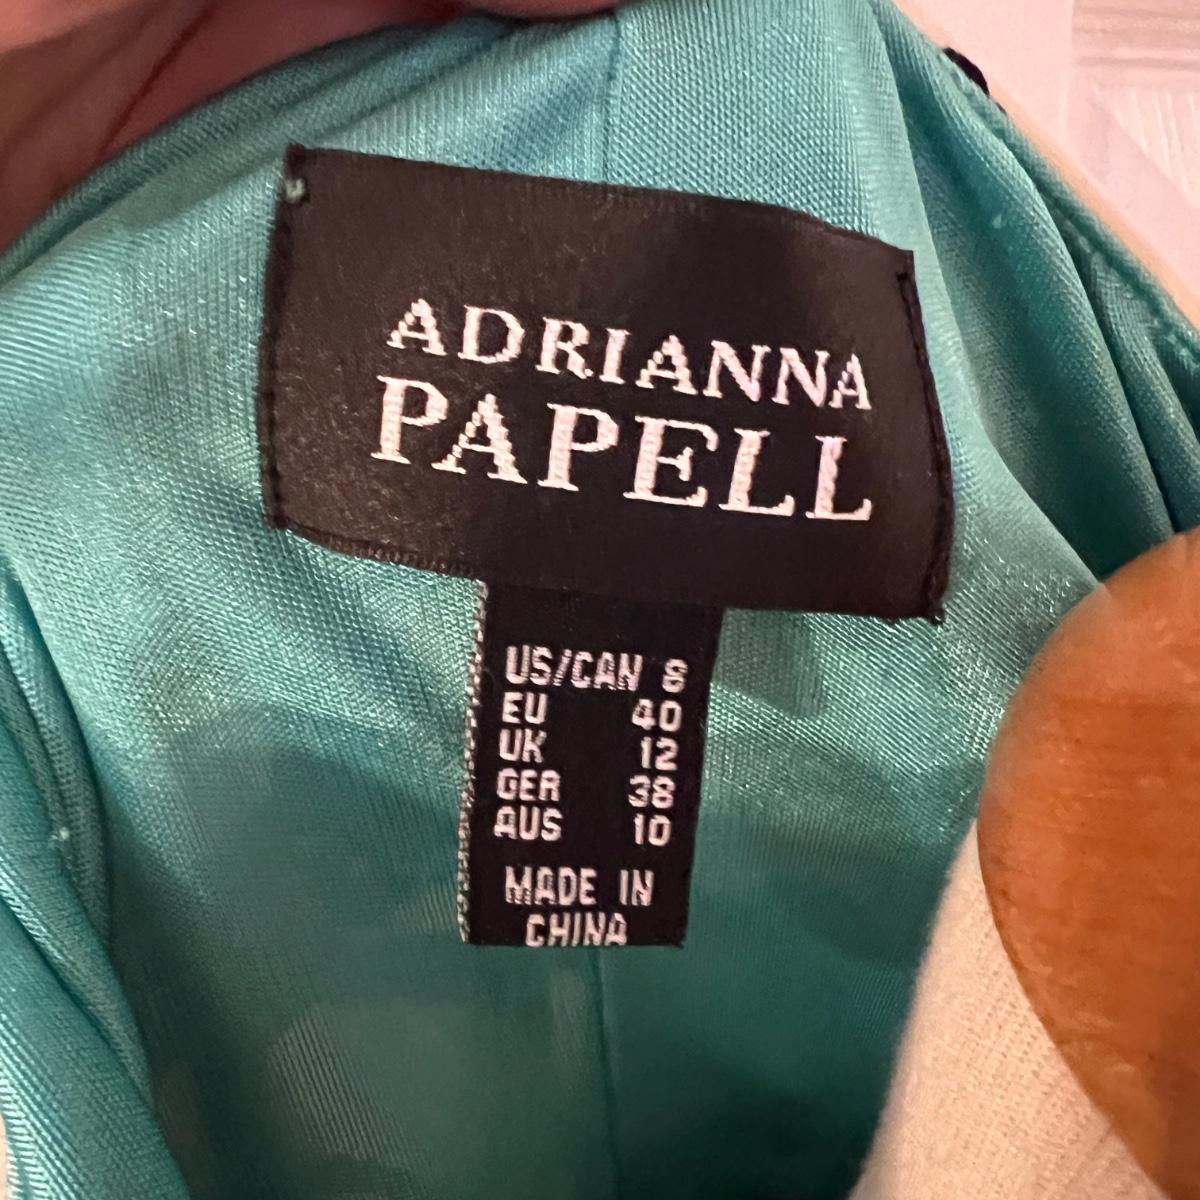 ADRIANNA
PAPELL
US/CAN 8
EU 40
UK 12
GER 38
AUS 10
MADE IN
CHINA